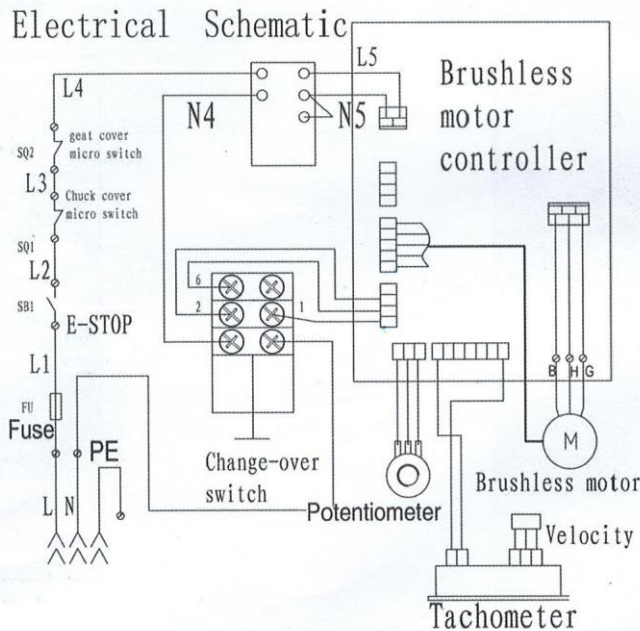 Electrical Schematic
L4
L5
Brushless
motor
controller
N4
N5
SQ2
geat cover
micro switch
L3
Chuck cover
micro switch
SQ1
L2
6
2
1
SB1
E-STOP
L1
B
H
G
FU
Fuse
PE
M
Change-over
switch
Brushless motor
L
N
Potentiometer
Velocity
Tachometer